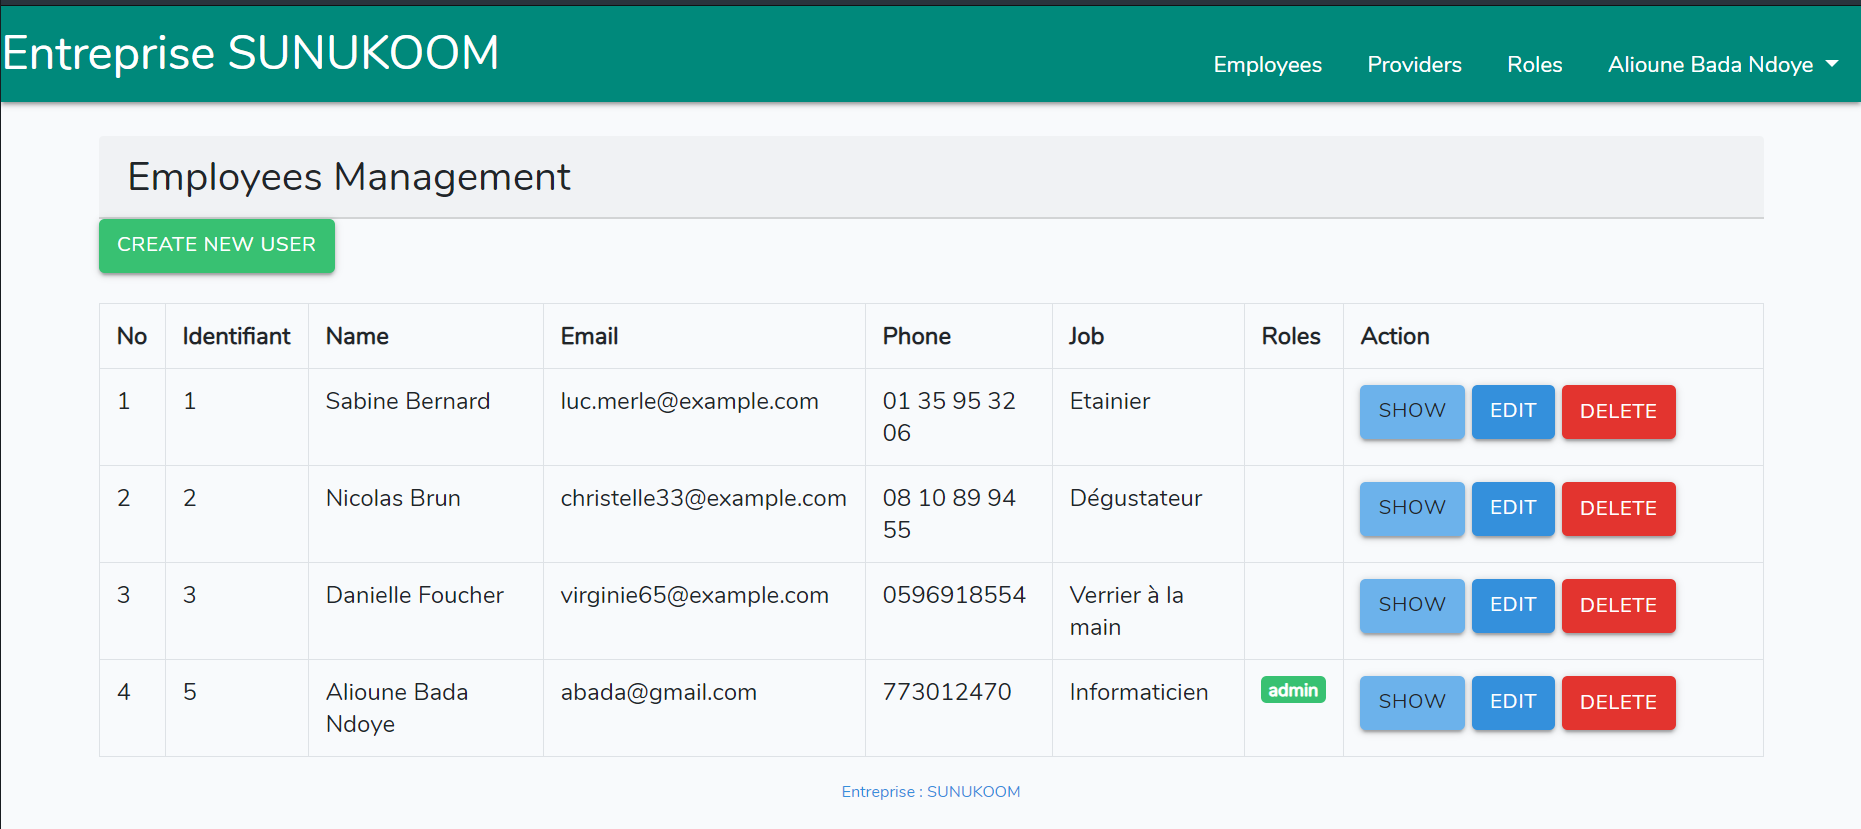 Entreprise SUNUKOOM
Employees Providers Roles Alioune Bada Ndoye
Employees Management
CREATE NEW USER
No Identifiant Name Email Phone Job Roles Action
1 1 Sabine Bernard luc.merle@example.com 01 35 95 32 Etainier SHOW EDIT DELETE
06
2 2 Nicolas Brun christelle33@example.com 08 10 89 94 Dégustateur SHOW EDIT DELETE
55
3 3 Danielle Foucher virginie65@example.com 0596918554 Verrier à la SHOW EDIT DELETE
main
4 5 Alioune Bada abada@gmail.com 773012470 Informaticien admin SHOW EDIT DELETE
Ndoye
Entreprise : SUNUKOOM